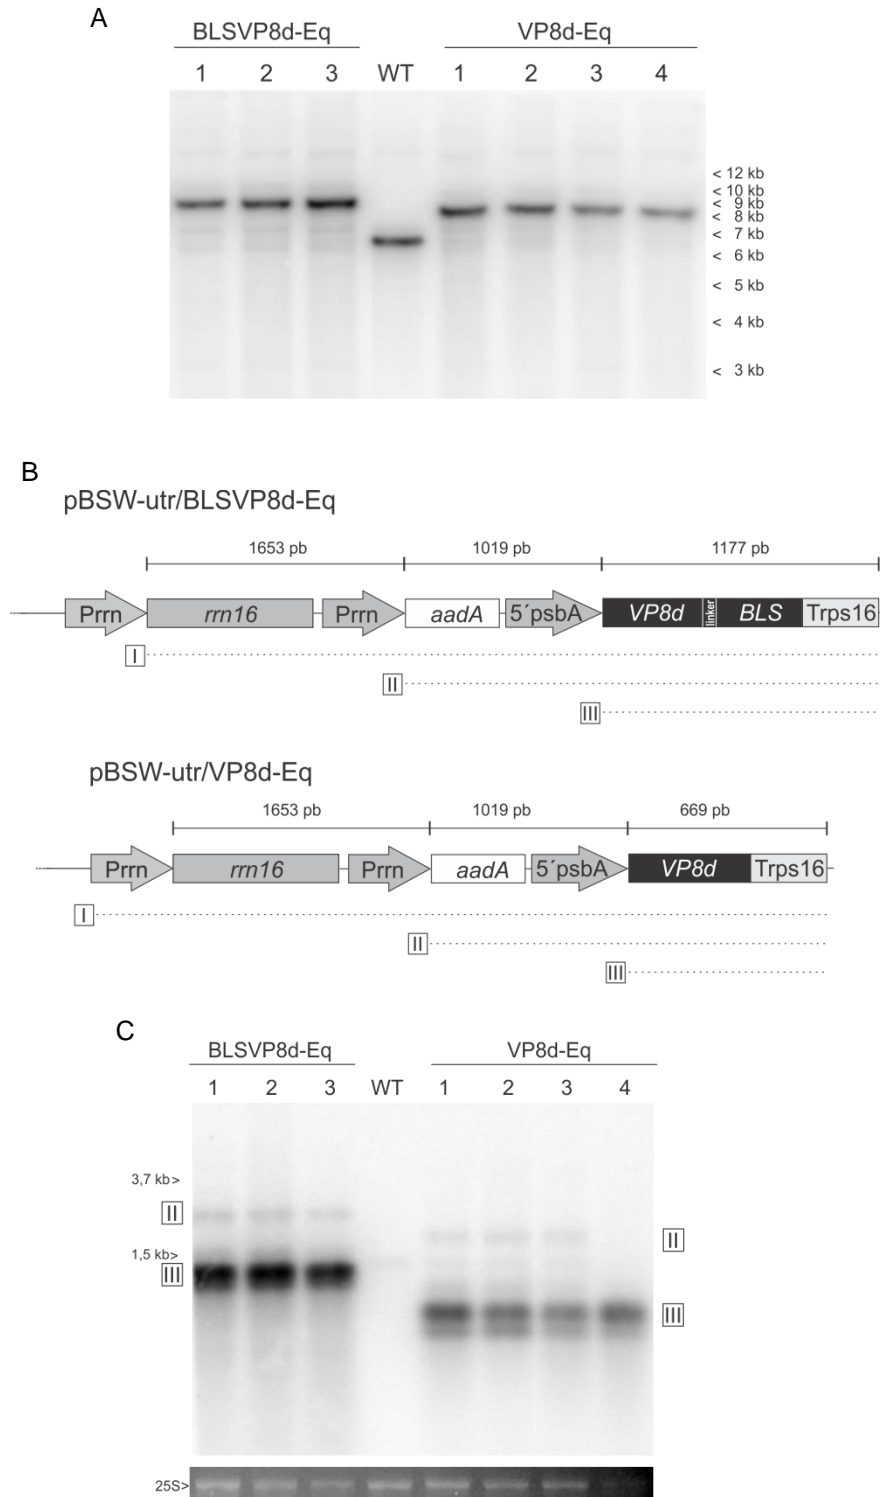 A
BLSVP8d-Eq VP8d-Eq
1 2 3 WT 1 2 3 4
< 12 kb
< 10 kb
< 9 kb
< 8 kb
< 7 kb
< 6 kb
< 5 kb
< 4 kb
< 3 kb
B
pBSW-utr/BLSVP8d-Eq
1653 pb 1019 pb 1177 pb
Prrn rrn16 Prrn aadA 5´psbA VP8d linker BLS Trps16
I
II
III
pBSW-utr/VP8d-Eq
1653 pb 1019 pb 669 pb
Prrn rrn16 Prrn aadA 5´psbA VP8d Trps16
I
II
III
C
BLSVP8d-Eq VP8d-Eq
1 2 3 WT 1 2 3 4
3,7 kb>
II II
1,5 kb>
III III
25S>